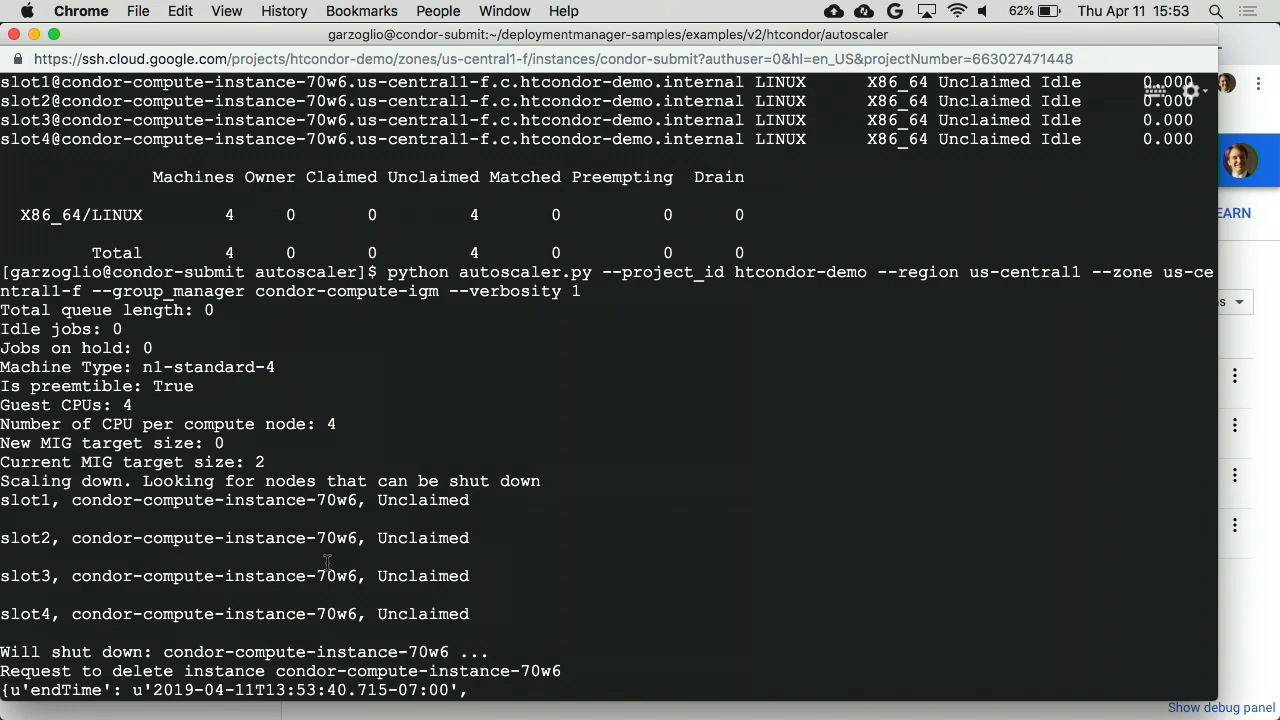 Chrome File Edit View History Bookmarks People Window Help 62% Thu Apr 11 15:53
garzoglio@condor-submit:~/deploymentmanager-samples/examples/v2/htcondor/autoscaler
https://ssh.cloud.google.com/projects/htcondor-demo/zones/us-central1-f/instances/condor-submit?authuser=0&hl=en_US&projectNumber=663027471448
slot1@condor-compute-instance-70w6.us-central1-f.c.htcondor-demo.internal LINUX X86_64 Unclaimed Idle 0.000
slot2@condor-compute-instance-70w6.us-central1-f.c.htcondor-demo.internal LINUX X86_64 Unclaimed Idle 0.000
slot3@condor-compute-instance-70w6.us-central1-f.c.htcondor-demo.internal LINUX X86_64 Unclaimed Idle 0.000
slot4@condor-compute-instance-70w6.us-central1-f.c.htcondor-demo.internal LINUX X86_64 Unclaimed Idle 0.000
Machines Owner Claimed Unclaimed Matched Preempting Drain
X86_64/LINUX 4 0 0 4 0 0 0
Total 4 0 0 4 0 0 0
[garzoglio@condor-submit autoscaler]$ python autoscaler.py --project_id htcondor-demo --region us-central1 --zone us-ce
ntral1-f --group_manager condor-compute-igm --verbosity 1
Total queue length: 0
Idle jobs: 0
Jobs on hold: 0
Machine Type: n1-standard-4
Is preemtible: True
Guest CPUs: 4
Number of CPU per compute node: 4
New MIG target size: 0
Current MIG target size: 2
Scaling down. Looking for nodes that can be shut down
slot1, condor-compute-instance-70w6, Unclaimed
slot2, condor-compute-instance-70w6, Unclaimed
slot3, condor-compute-instance-70w6, Unclaimed
slot4, condor-compute-instance-70w6, Unclaimed
Will shut down: condor-compute-instance-70w6 ...
Request to delete instance condor-compute-instance-70w6
{u'endTime': u'2019-04-11T13:53:40.715-07:00',
EARN
s
Show debug panel